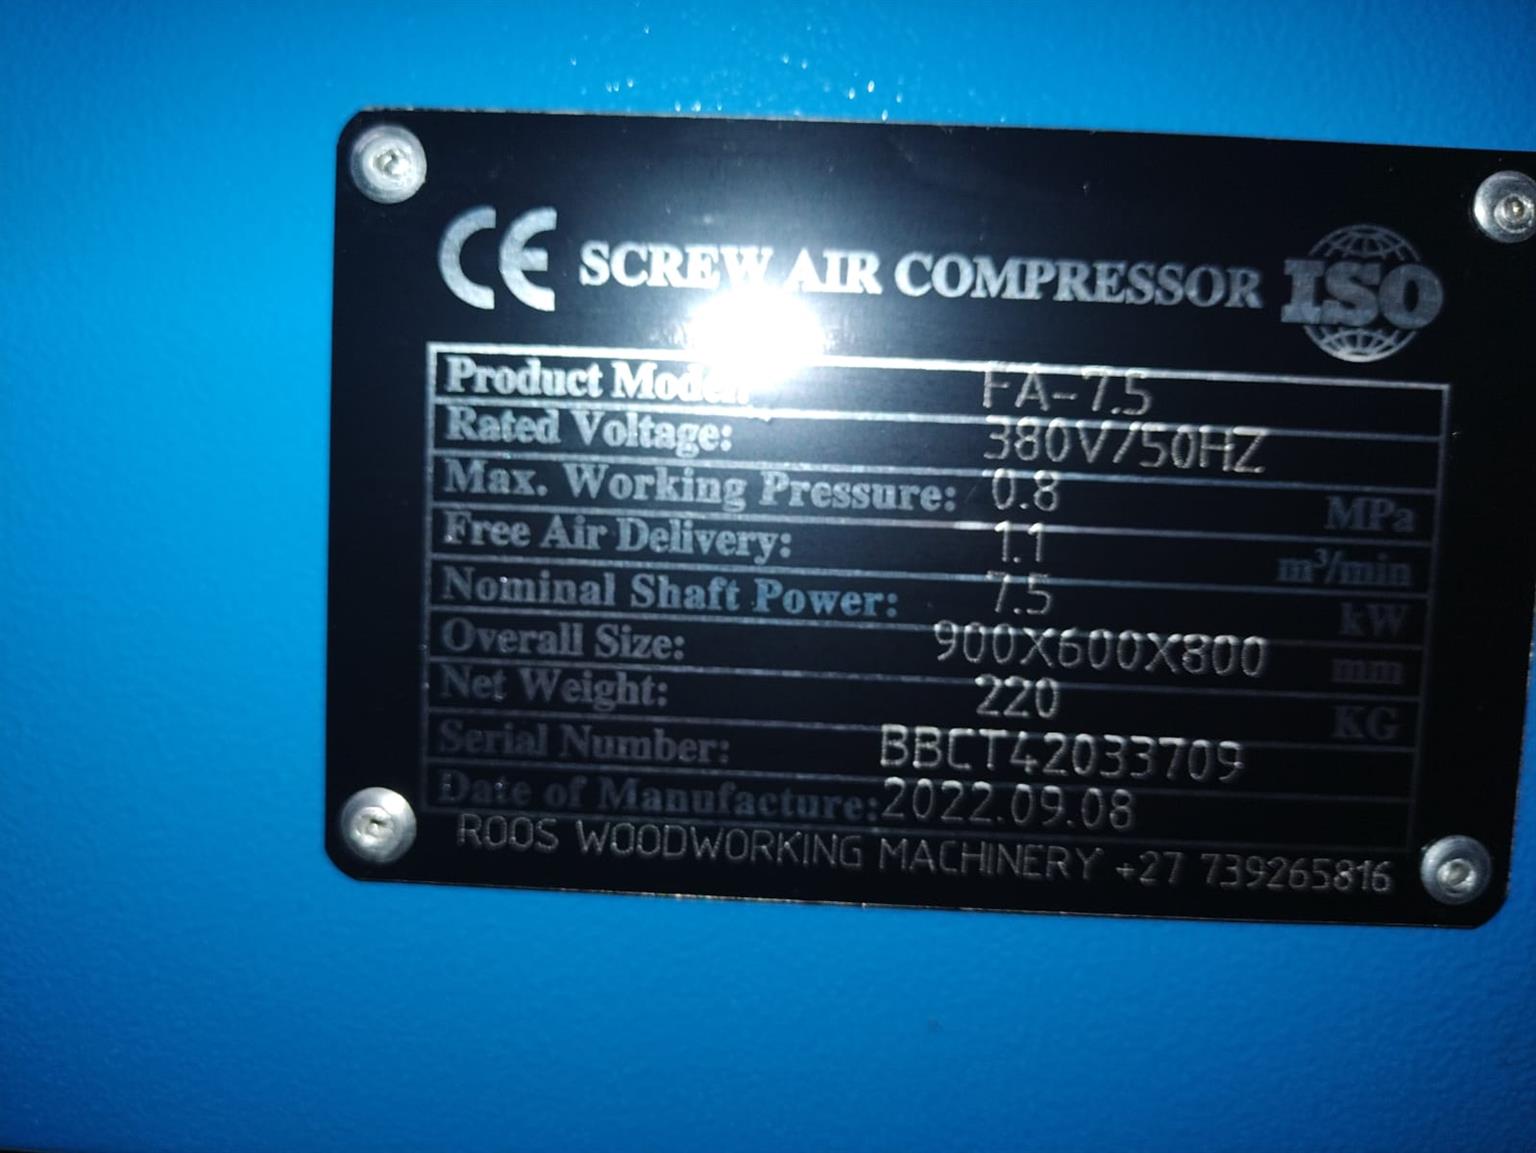 CE SCREW AIR COMPRESSOR ISO
Product Model: FA-7.5
Rated Voltage: 380V/50HZ
Max. Working Pressure: 0.8 MPa
Free Air Delivery: 1.1 m³/min
Nominal Shaft Power: 7.5 kW
Overall Size: 900X600X800 mm
Net Weight: 220 KG
Serial Number: BBCT42033709
Date of Manufacture: 2022.09.08
ROOS WOODWORKING MACHINERY +27 739265816